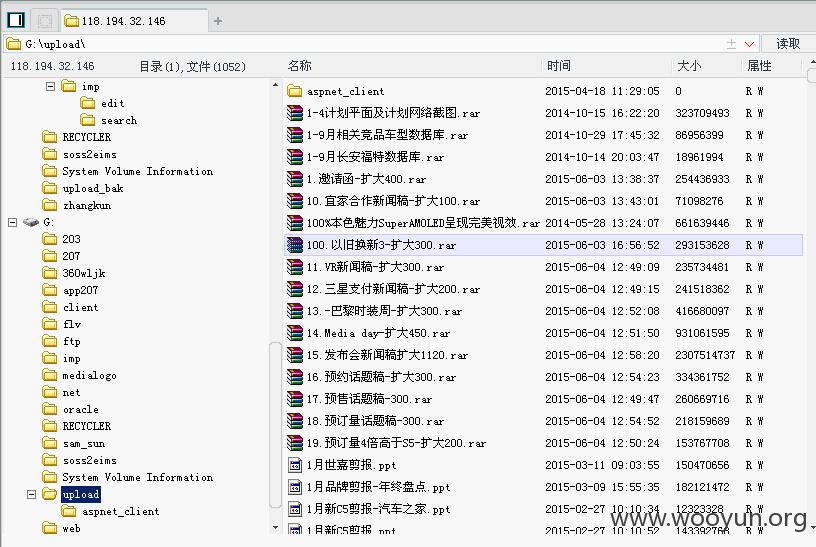 118.194.32.146 +
G:\upload\ 读取
118.194.32.146 目录(1),文件(1052) 名称 时间 大小 属性
imp
edit
search
RECYCLER
soss2eims
System Volume Information
upload_bak
zhangkun
G:
203
207
360wljk
app207
client
flv
ftp
imp
medialogo
net
oracle
RECYCLER
sam_sun
soss2eims
System Volume Information
upload
aspnet_client
web
aspnet_client 2015-04-18 11:29:05 0 R W
1-4计划平面及计划网络截图.rar 2014-10-15 16:22:20 323709493 R W
1-9月相关竞品车型数据库.rar 2014-10-29 17:45:32 86956399 R W
1-9月长安福特数据库.rar 2014-10-14 20:03:47 18961994 R W
1.邀请函-扩大400.rar 2015-06-03 13:38:37 254436933 R W
10.宜家合作新闻稿-扩大100.rar 2015-06-03 13:43:01 71098276 R W
100%本色魅力SuperAMOLED呈现完美视效.rar 2014-05-28 13:24:07 661639446 R W
100.以旧换新3-扩大300.rar 2015-06-03 16:56:52 293153628 R W
11.VR新闻稿-扩大300.rar 2015-06-04 12:49:09 235734481 R W
12.三星支付新闻稿-扩大200.rar 2015-06-04 12:49:15 241518362 R W
13.-巴黎时装周-扩大300.rar 2015-06-04 12:52:08 416680097 R W
14.Media day-扩大450.rar 2015-06-04 12:51:50 931061595 R W
15.发布会新闻稿扩大1120.rar 2015-06-04 12:58:20 2307514737 R W
16.预约话题稿-扩大300.rar 2015-06-04 12:54:23 334361752 R W
17.预售话题稿-300.rar 2015-06-04 12:49:47 260669716 R W
18.预订量话题稿-300.rar 2015-06-04 12:54:52 218159689 R W
19.预订量4倍高于S5-扩大200.rar 2015-06-04 12:50:24 153767708 R W
1月世嘉剪报.ppt 2015-03-11 09:03:55 150470656 R W
1月品牌剪报-年终盘点.ppt 2015-03-09 15:55:35 182121472 R W
1月新C5剪报-汽车之家.ppt 2015-02-27 10:10:34 12323328 R W
1月新C5剪报.ppt 2015-02-27 10:10:52
www.wooyun.org